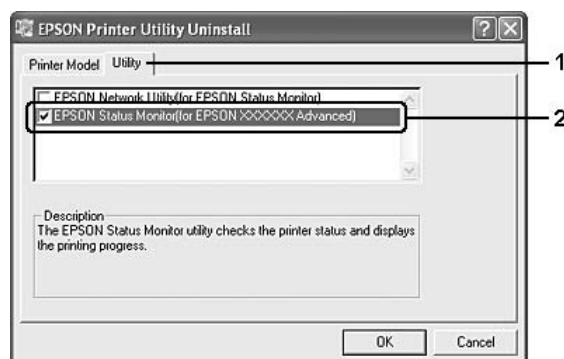 EPSON Printer Utility Uninstall
Printer Model Utility
1
EPSON Network Utility(for EPSON Status Monitor)
EPSON Status Monitor(for EPSON XXXXXX Advanced)
2
Description
The EPSON Status Monitor utility checks the printer status and displays
the printing progress.
OK Cancel